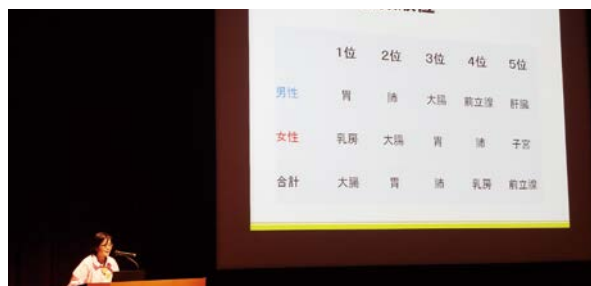 1位 2位 3位 4位 5位
男性 胃 肺 大腸 前立腺 肝臓
女性 乳房 大腸 胃 肺 子宮
合計 大腸 胃 肺 乳房 前立腺